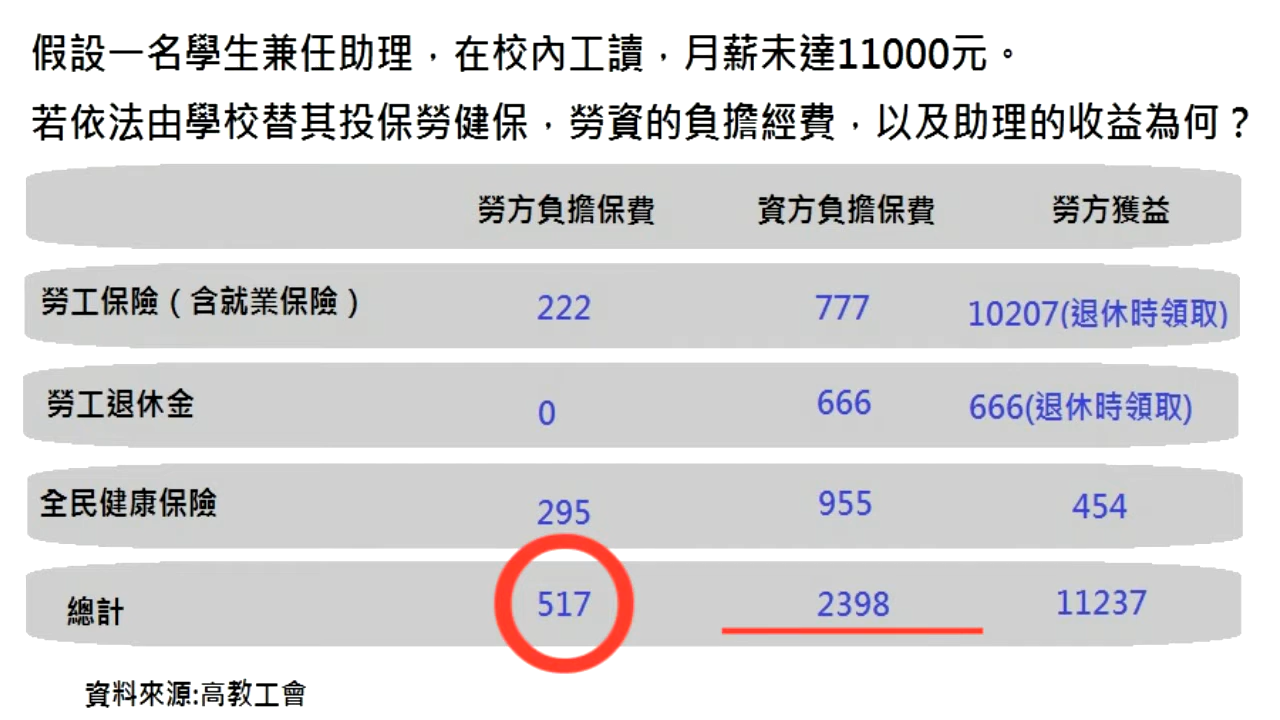 假設一名學生兼任助理，在校內工讀，月薪未達11000元。
若依法由學校替其投保勞健保，勞資的負擔經費，以及助理的收益為何？
勞方負擔保費 資方負擔保費 勞方獲益
勞工保險（含就業保險） 222 777 10207(退休時領取)
勞工退休金 0 666 666(退休時領取)
全民健康保險 295 955 454
總計 517 2398 11237
資料來源:高教工會